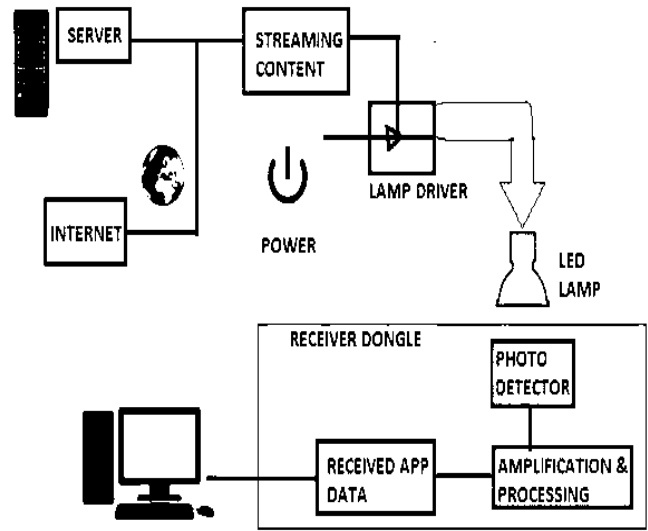 SERVER
STREAMING
CONTENT
LAMP DRIVER
INTERNET
POWER
LED
LAMP
RECEIVER DONGLE
PHOTO
DETECTOR
RECEIVED APP
DATA
AMPLIFICATION &
PROCESSING